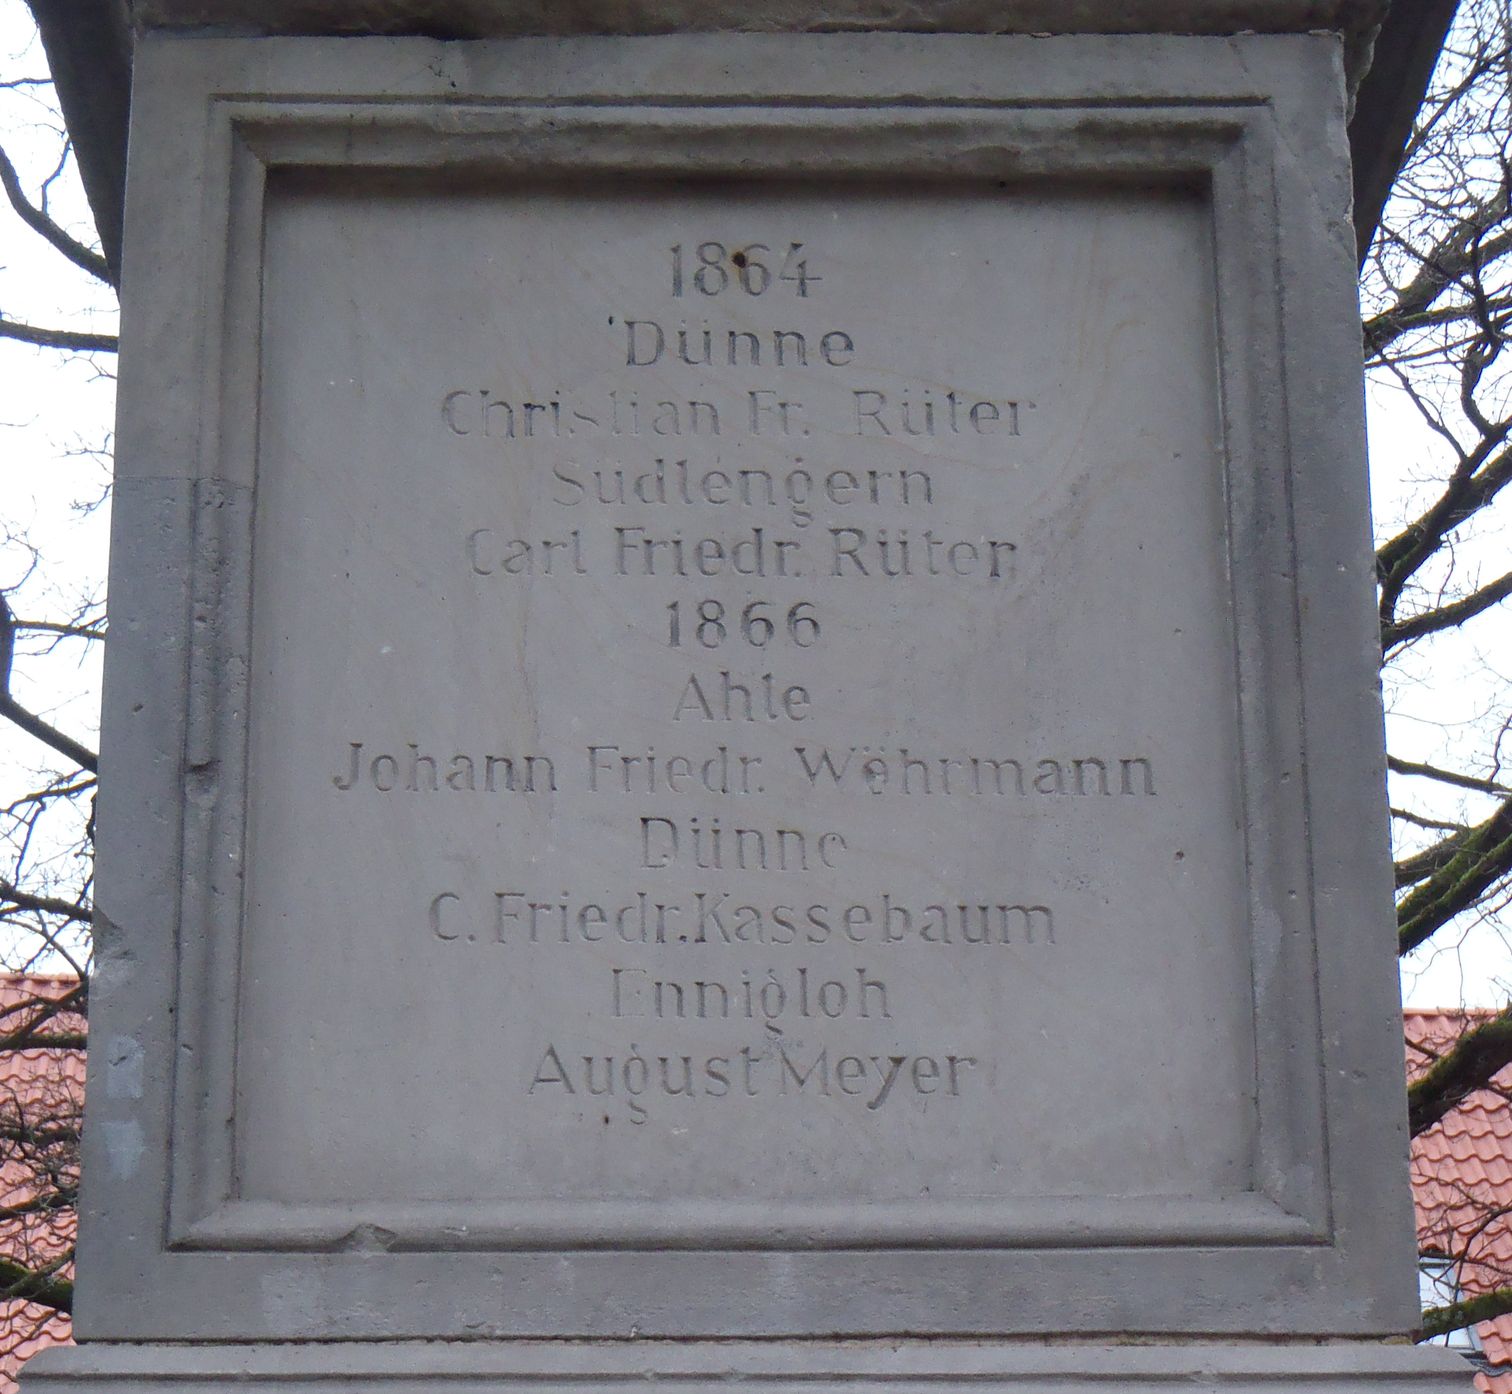 1864
Dünne
Christian Fr. Rüter
Südlengern
Carl Friedr. Rüter
1866
Ahle
Johann Friedr. Wöhrmann
Dünne
C. Friedr. Kassebaum
Ennigloh
August Meyer